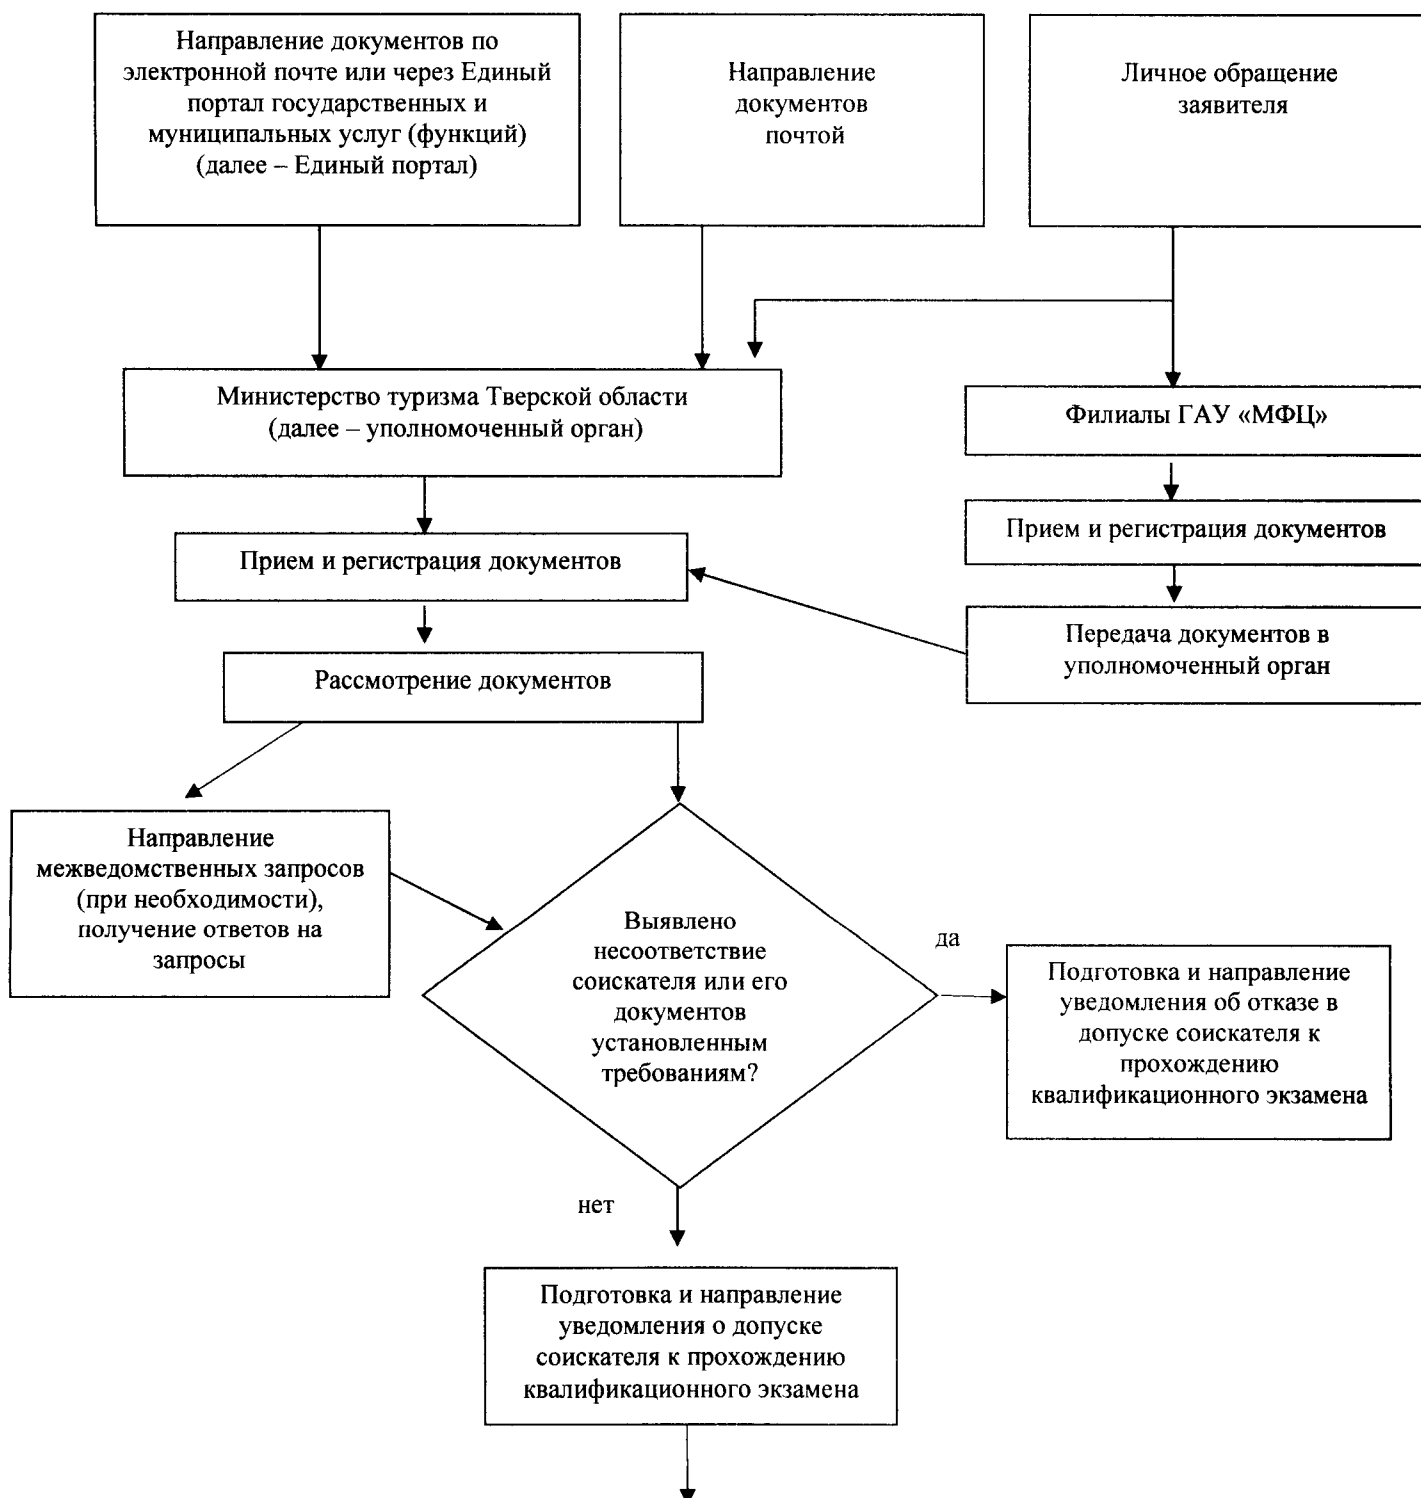 Направление документов по
электронной почте или через Единый
портал государственных и
муниципальных услуг (функций)
(далее – Единый портал)
Направление
документов
почтой
Личное обращение
заявителя
Министерство туризма Тверской области
(далее – уполномоченный орган)
Филиалы ГАУ «МФЦ»
Прием и регистрация документов
Прием и регистрация документов
Передача документов в
уполномоченный орган
Рассмотрение документов
Направление
межведомственных запросов
(при необходимости),
получение ответов на
запросы
Выявлено
несоответствие
соискателя или его
документов
установленным
требованиям?
да
Подготовка и направление
уведомления об отказе в
допуске соискателя к
прохождению
квалификационного экзамена
нет
Подготовка и направление
уведомления о допуске
соискателя к прохождению
квалификационного экзамена